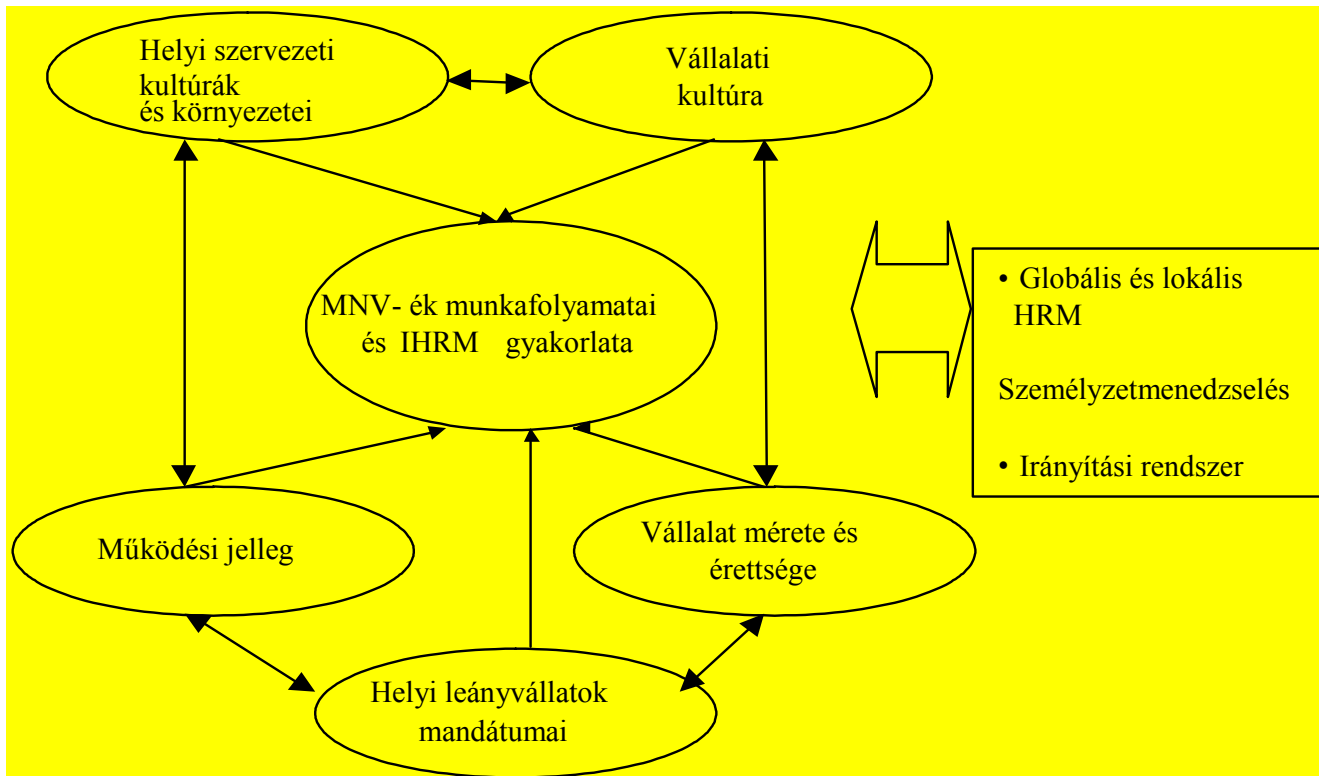 Helyi szervezeti
kultúrák
és környezetei
Vállalati
kultúra
MNV- ék munkafolyamatai
és IHRM gyakorlata
• Globális és lokális
HRM
Személyzetmenedzselés
• Irányítási rendszer
Működési jelleg
Vállalat mérete és
érettsége
Helyi leányvállatok
mandátumai